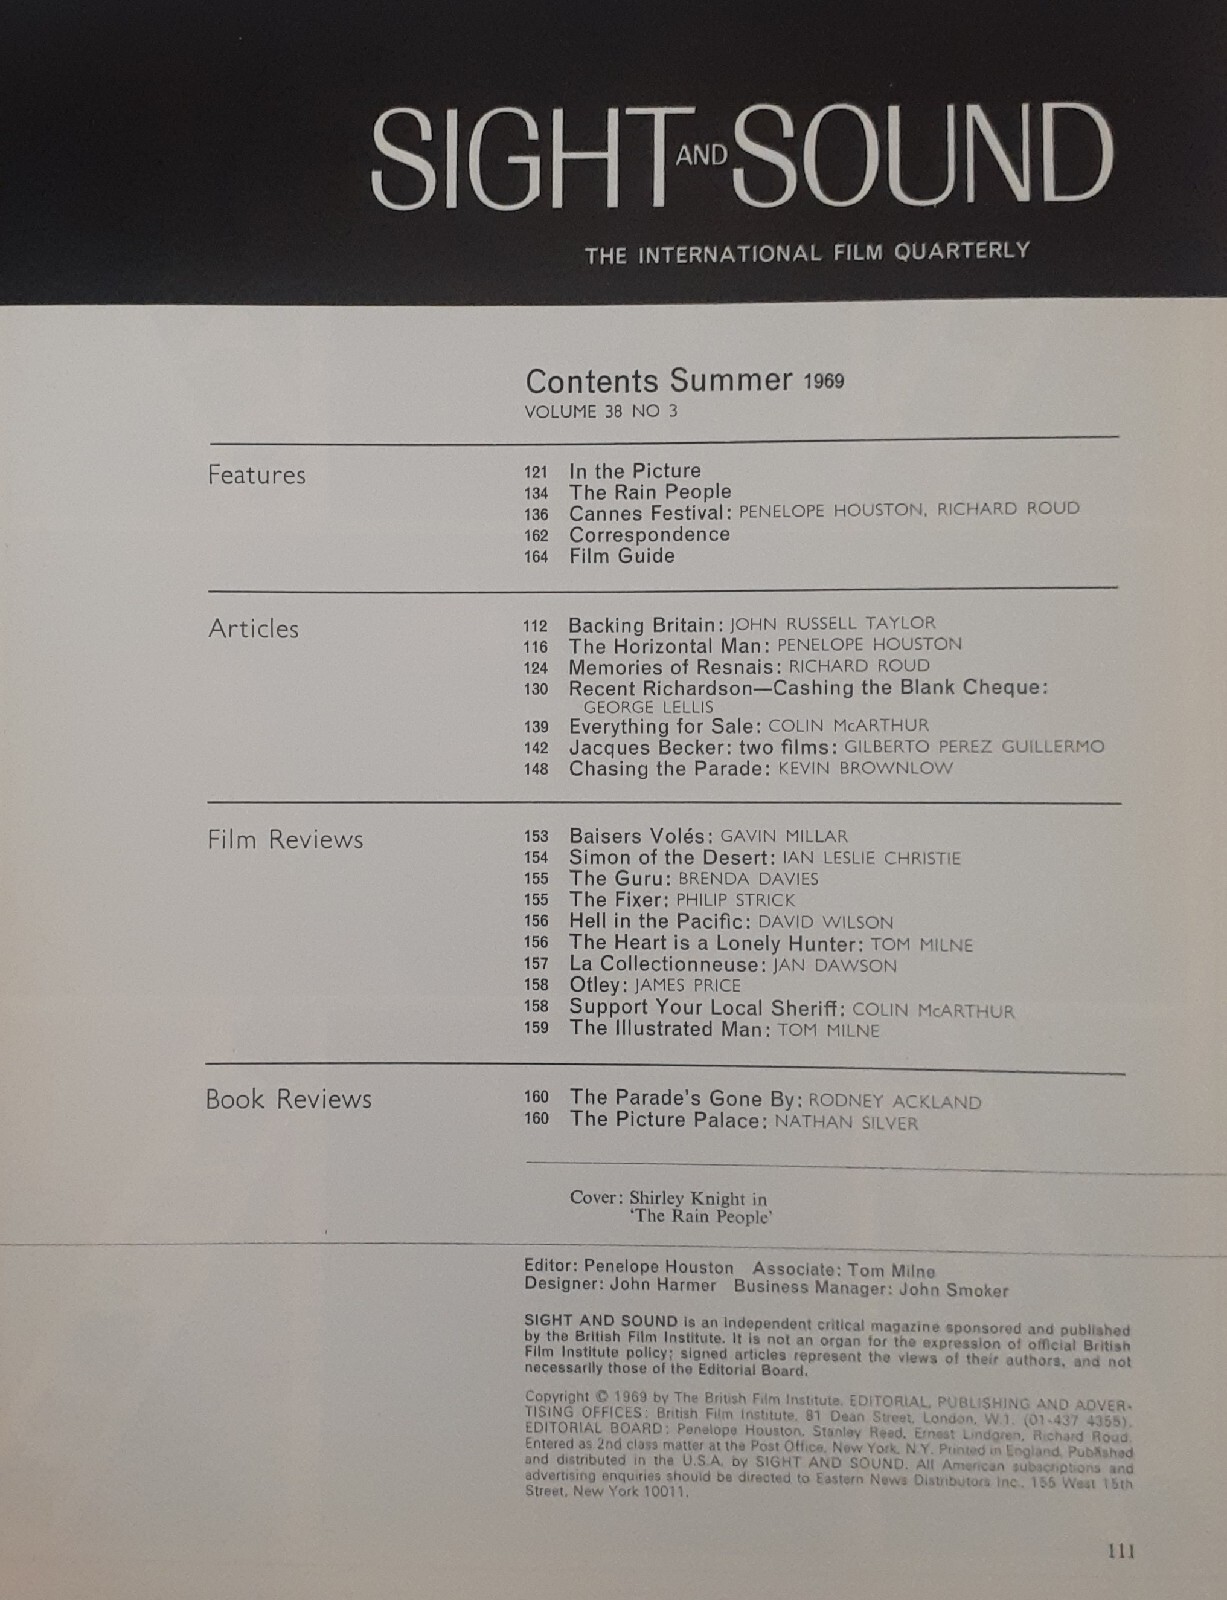 SIGHT AND SOUND
THE INTERNATIONAL FILM QUARTERLY
Contents Summer 1969
VOLUME 38 NO 3
Features
121 In the Picture
134 The Rain People
136 Cannes Festival: PENELOPE HOUSTON, RICHARD ROUD
162 Correspondence
164 Film Guide
Articles
112 Backing Britain: JOHN RUSSELL TAYLOR
116 The Horizontal Man: PENELOPE HOUSTON
124 Memories of Resnais: RICHARD ROUD
130 Recent Richardson—Cashing the Blank Cheque:
GEORGE LELLIS
139 Everything for Sale: COLIN McARTHUR
142 Jacques Becker: two films: GILBERTO PEREZ GUILLERMO
148 Chasing the Parade: KEVIN BROWNLOW
Film Reviews
153 Baisers Volés: GAVIN MILLAR
154 Simon of the Desert: IAN LESLIE CHRISTIE
155 The Guru: BRENDA DAVIES
155 The Fixer: PHILIP STRICK
156 Hell in the Pacific: DAVID WILSON
156 The Heart is a Lonely Hunter: TOM MILNE
157 La Collectionneuse: JAN DAWSON
158 Otley: JAMES PRICE
158 Support Your Local Sheriff: COLIN McARTHUR
159 The Illustrated Man: TOM MILNE
Book Reviews
160 The Parade's Gone By: RODNEY ACKLAND
160 The Picture Palace: NATHAN SILVER
Cover: Shirley Knight in
'The Rain People'
Editor: Penelope Houston Associate: Tom Milne
Designer: John Harmer Business Manager: John Smoker
SIGHT AND SOUND is an independent critical magazine sponsored and published
by the British Film Institute. It is not an organ for the expression of official British
Film Institute policy; signed articles represent the views of their authors, and not
necessarily those of the Editorial Board.
Copyright © 1969 by The British Film Institute. EDITORIAL, PUBLISHING AND ADVER-
TISING OFFICES: British Film Institute, 81 Dean Street, London, W.1. (01-437 4355).
EDITORIAL BOARD: Penelope Houston, Stanley Reed, Ernest Lindgren, Richard Roud.
Entered as 2nd class matter at the Post Office, New York, N.Y. Printed in England. Published
and distributed in the U.S.A. by SIGHT AND SOUND. All American subscriptions and
advertising enquiries should be directed to Eastern News Distributors Inc., 155 West 15th
Street, New York 10011.
111